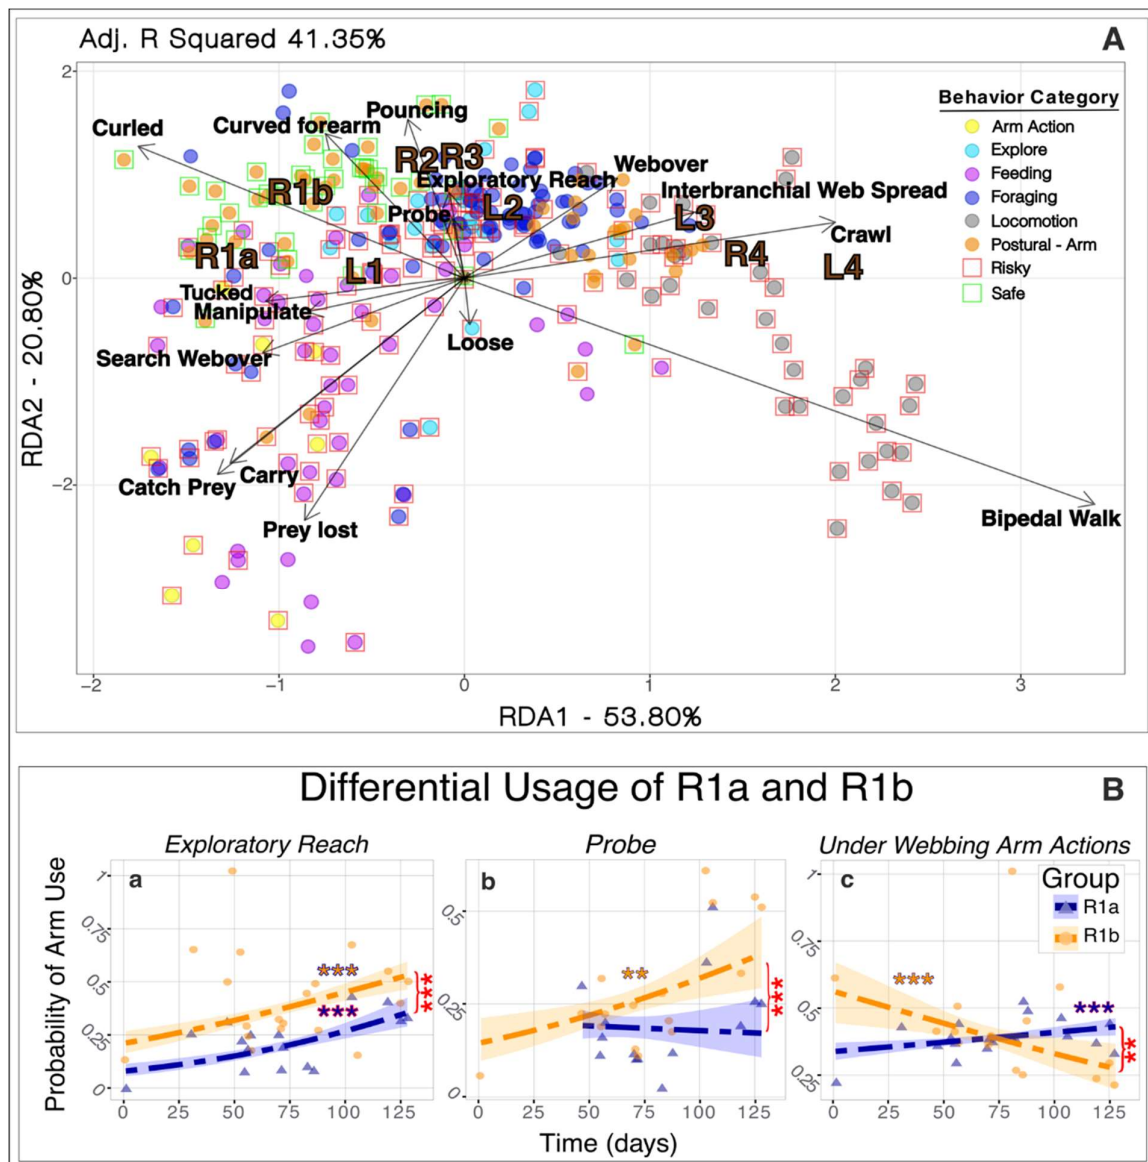 Adj. R Squared 41.35%
A
Behavior Category
Arm Action
Explore
Feeding
Foraging
Locomotion
Postural - Arm
Risky
Safe
Curled
Curved forearm
Pouncing
R2
R3
Webover
Exploratory Reach
Interbranchial Web Spread
R1b
Probe
L2
L3
Crawl
R1a
L1
R4
L4
Tucked
Manipulate
Search Webover
Loose
Catch Prey
Carry
Prey lost
Bipedal Walk
2
0
−2
RDA2 - 20.80%
−2
−1
0
1
2
3
RDA1 - 53.80%
Differential Usage of R1a and R1b
B
Exploratory Reach
Probe
Under Webbing Arm Actions
Probability of Arm Use
a
1
0.75
0.5
0.25
0
***
***
***
0 25 50 75 100 125
b
0.5
0.25
0
**
***
0 25 50 75 100 125
c
1
0.75
0.5
0.25
Group
R1a
R1b
***
***
**
0 25 50 75 100 125
Time (days)